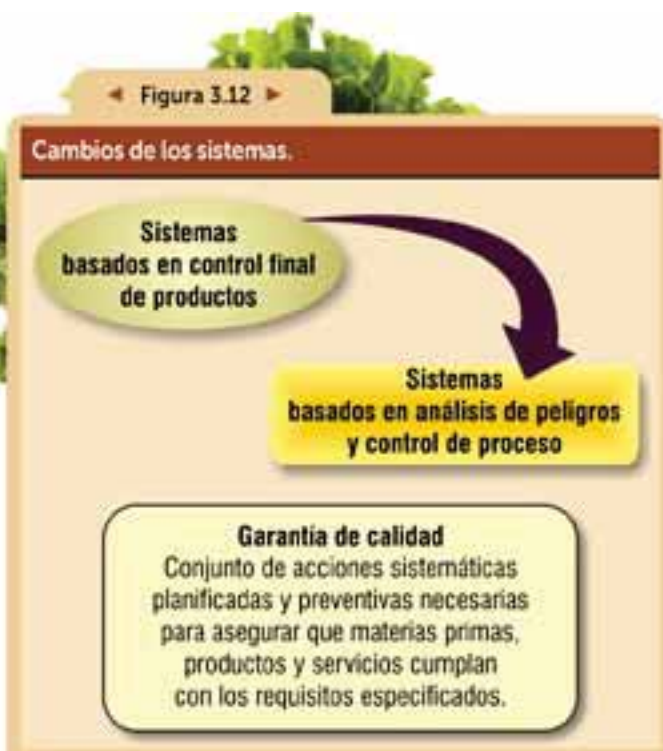 ◄ Figura 3.12 ►
Cambios de los sistemas.
Sistemas
basados en control final
de productos
Sistemas
basados en análisis de peligros
y control de proceso
Garantía de calidad
Conjunto de acciones sistemáticas
planificadas y preventivas necesarias
para asegurar que materias primas,
productos y servicios cumplan
con los requisitos especificados.